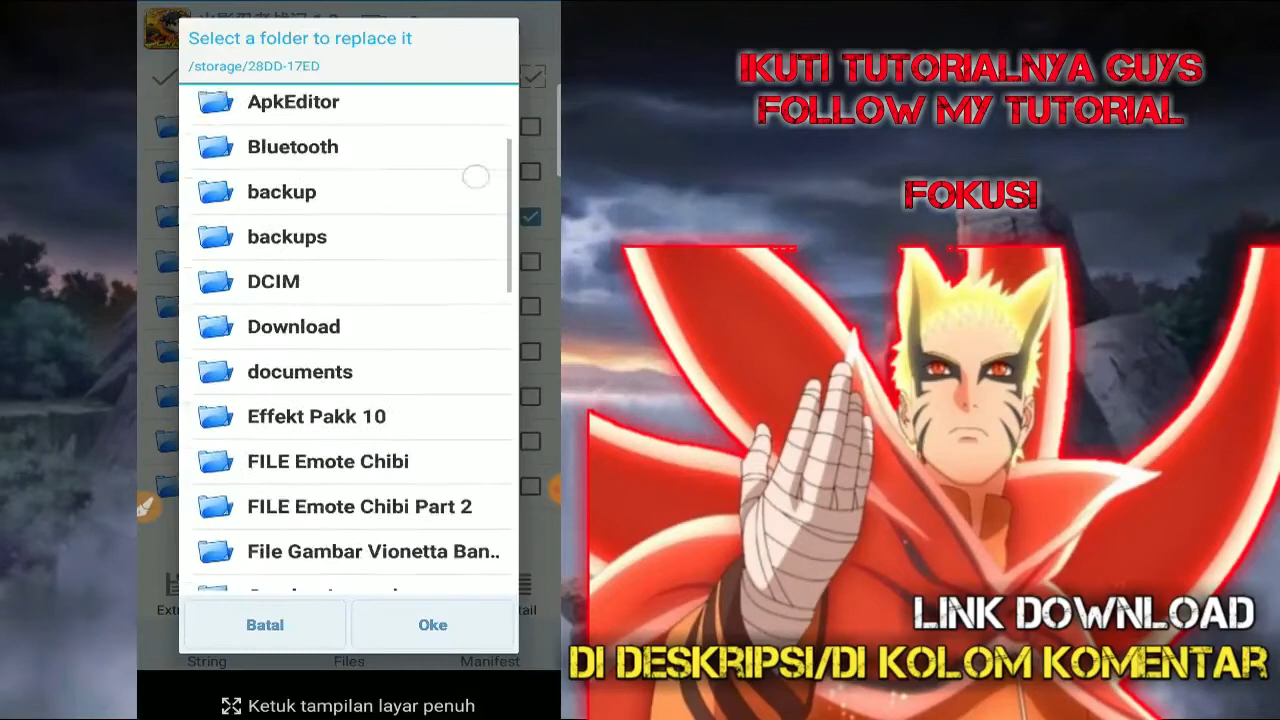 Select a folder to replace it
/storage/28DD-17ED
ApkEditor
Bluetooth
backup
backups
DCIM
Download
documents
Effekt Pakk 10
FILE Emote Chibi
FILE Emote Chibi Part 2
File Gambar Vionetta Ban..
Batal
Oke
String
Files
Manifest
Ketuk tampilan layar penuh
IKUTI TUTORIALNYA GUYS
FOLLOW MY TUTORIAL
FOKUS!
LINK DOWNLOAD
DI DESKRIPSI/DI KOLOM KOMENTAR